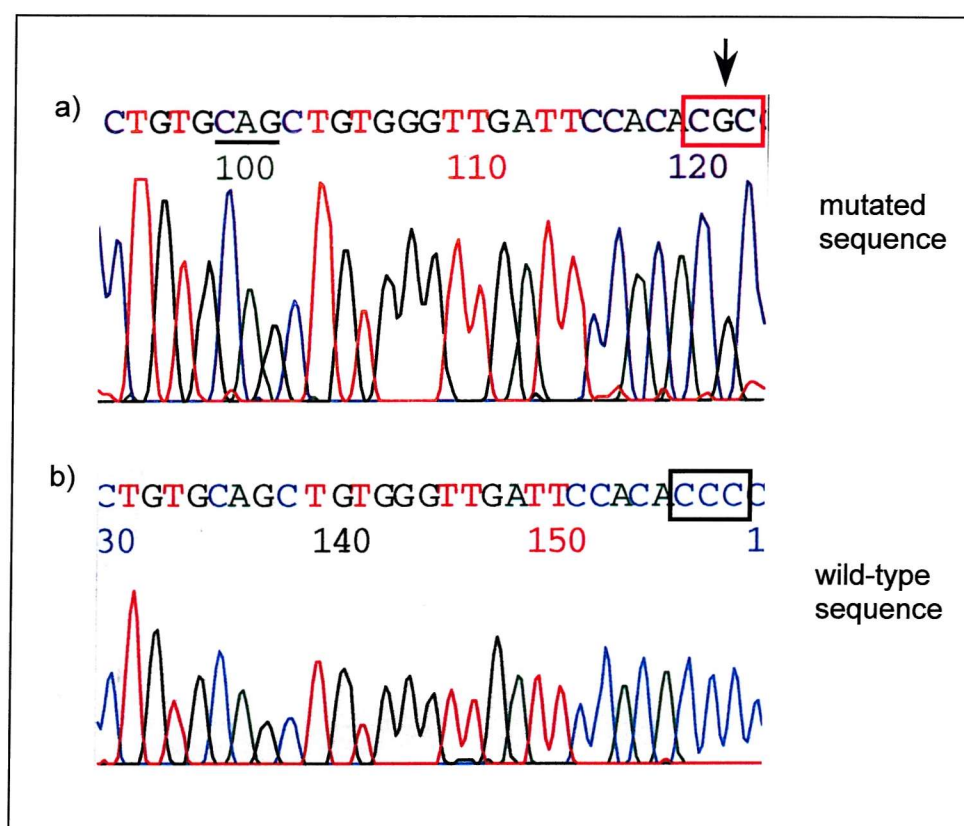 a) CTGTGCAGCTGTGGGTTGATTCCACACGC
100 110 120
mutated
sequence
b) CTGTGCAGCTGTGGGTTGATTCCACACCCC
30 140 150 1
wild-type
sequence